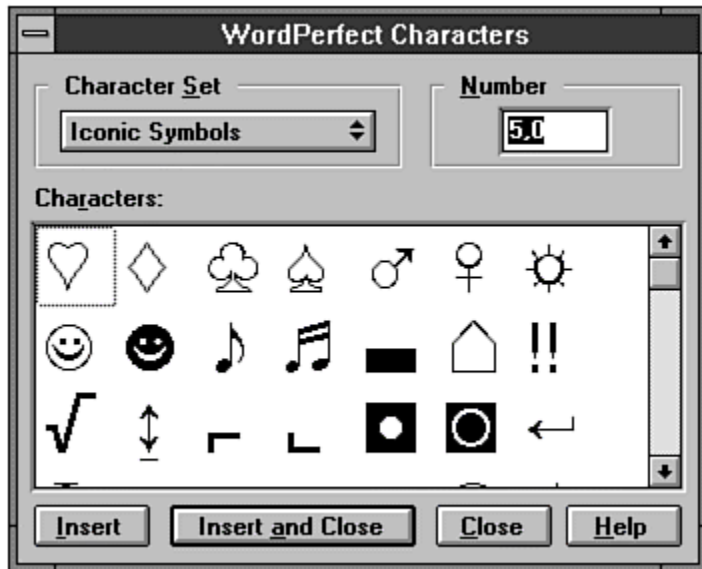 WordPerfect Characters
Character Set
Number
Iconic Symbols
5,0
Characters:
♡ ♢ ♧ ♤ ♂ ♀ ☼
☺ ☻ ♪ ♬ ▬ ⌂ ‼
√ ↨ ⌐ ∟ ◘ ◙ ↵
Insert
Insert and Close
Close
Help